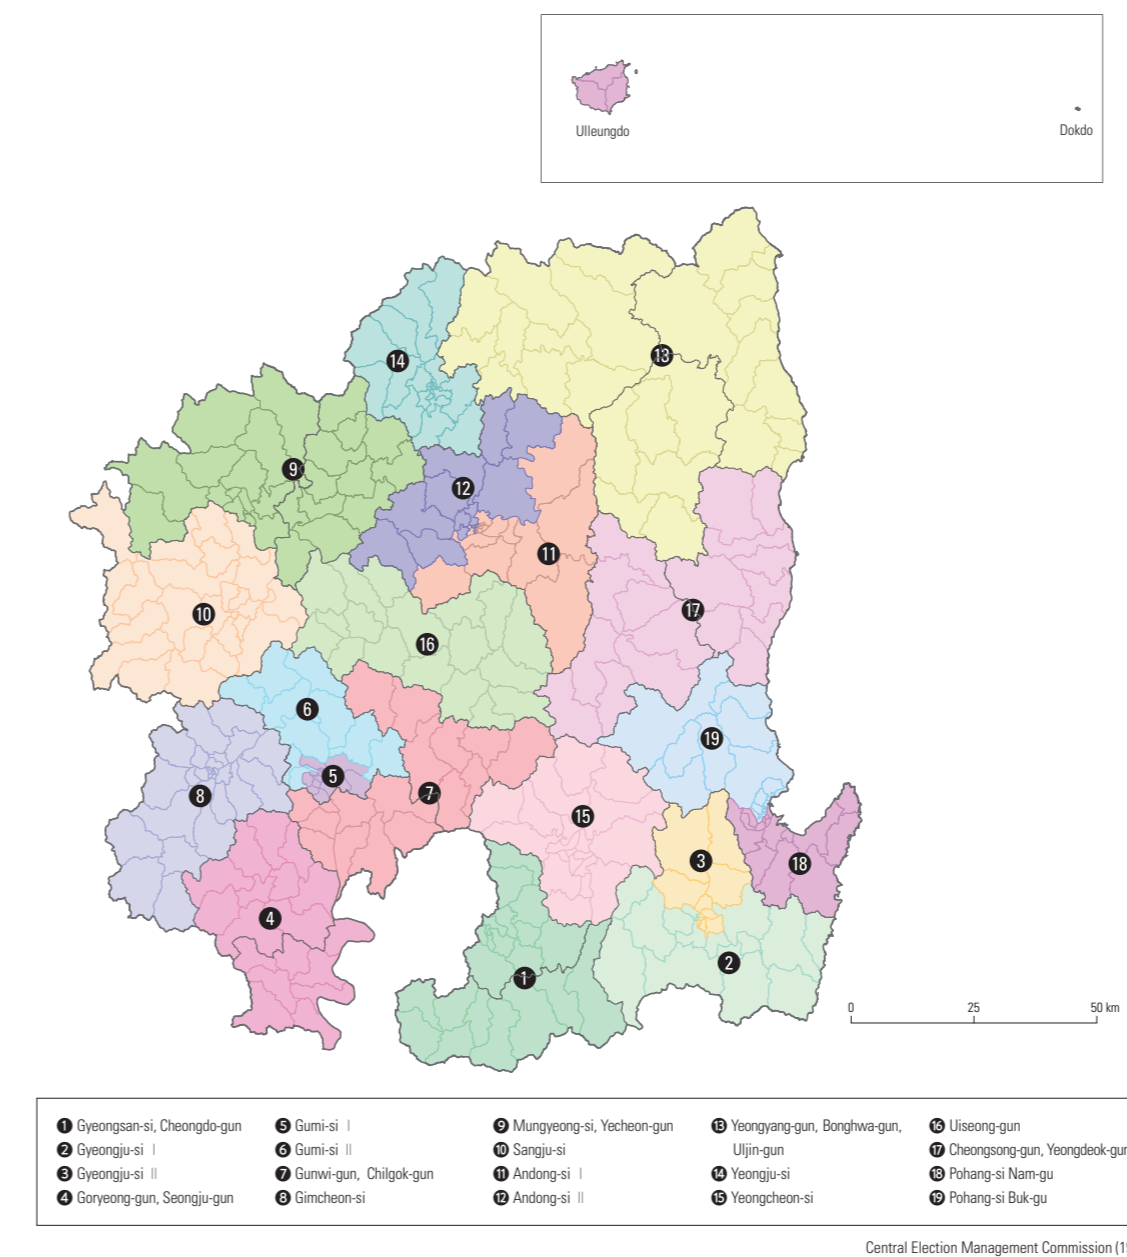 Ulleungdo
Dokdo
14
13
9
12
11
10
17
16
6
19
5
8
7
15
3
18
4
2
1
0 25 50 km
❶ Gyeongsan-si, Cheongdo-gun
❷ Gyeongju-si Ⅰ
❸ Gyeongju-si Ⅱ
❹ Goryeong-gun, Seongju-gun
❺ Gumi-si Ⅰ
❻ Gumi-si Ⅱ
❼ Gunwi-gun, Chilgok-gun
❽ Gimcheon-si
❾ Mungyeong-si, Yecheon-gun
❿ Sangju-si
⓫ Andong-si Ⅰ
⓬ Andong-si Ⅱ
⓭ Yeongyang-gun, Bonghwa-gun,
Uljin-gun
⓮ Yeongju-si
⓯ Yeongcheon-si
⓰ Uiseong-gun
⓱ Cheongsong-gun, Yeongdeok-gun
⓲ Pohang-si Nam-gu
⓳ Pohang-si Buk-gu
Central Election Management Commission (19